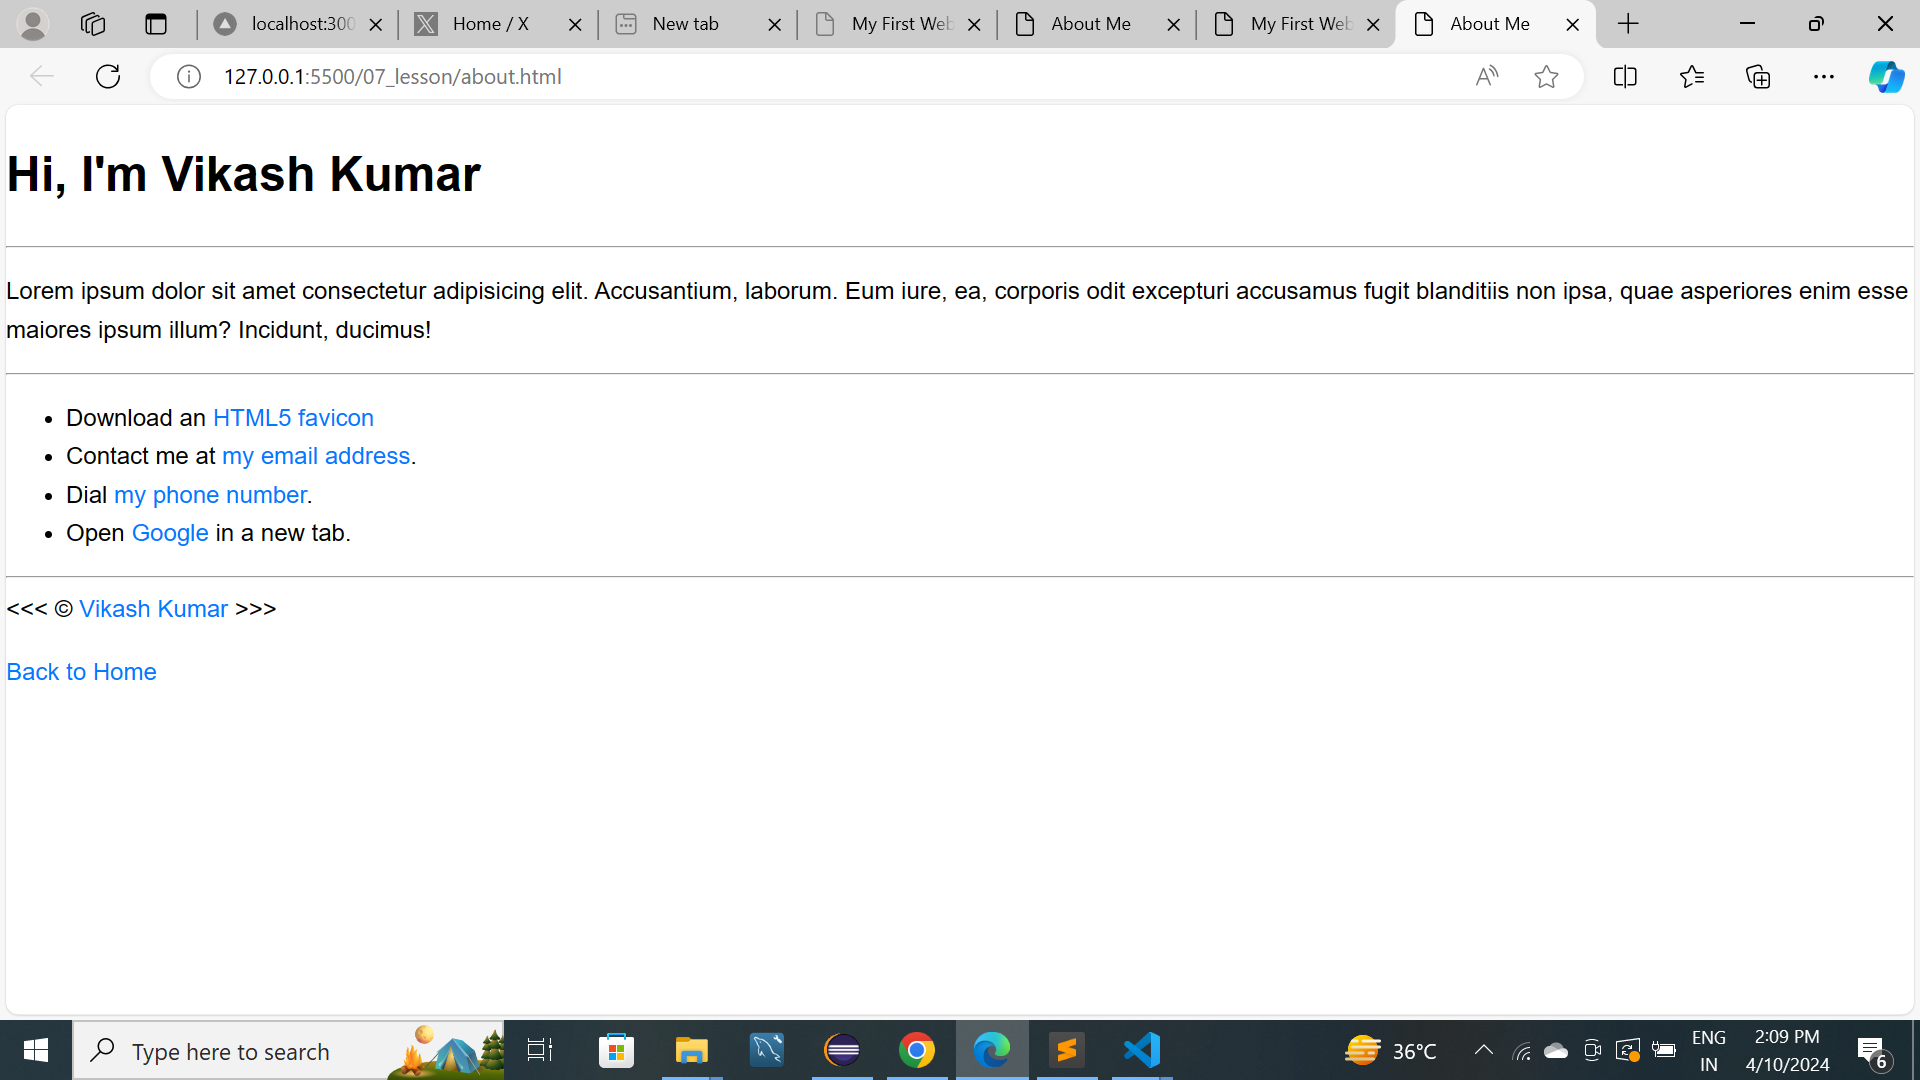 localhost:300
Home / X
New tab
My First Web
About Me
My First Web
About Me
127.0.0.1:5500/07_lesson/about.html
Hi, I'm Vikash Kumar
Lorem ipsum dolor sit amet consectetur adipisicing elit. Accusantium, laborum. Eum iure, ea, corporis odit excepturi accusamus fugit blanditiis non ipsa, quae asperiores enim esse
maiores ipsum illum? Incidunt, ducimus!
• Download an HTML5 favicon
• Contact me at my email address.
• Dial my phone number.
• Open Google in a new tab.
<<< © Vikash Kumar >>>
Back to Home
Type here to search
36°C
ENG
IN
2:09 PM
4/10/2024
6